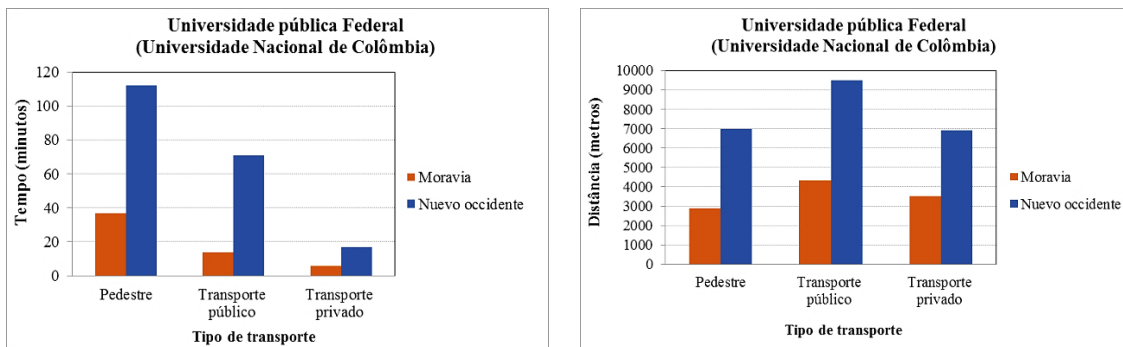 Universidade pública Federal
(Universidade Nacional de Colômbia)
120
100
80
60
40
20
0
Tempo (minutos)
Pedestre
Transporte público
Transporte privado
Tipo de transporte
Moravia
Nuevo occidente
Universidade pública Federal
(Universidade Nacional de Colômbia)
10000
9000
8000
7000
6000
5000
4000
3000
2000
1000
0
Distância (metros)
Pedestre
Transporte público
Transporte privado
Tipo de transporte
Moravia
Nuevo occidente